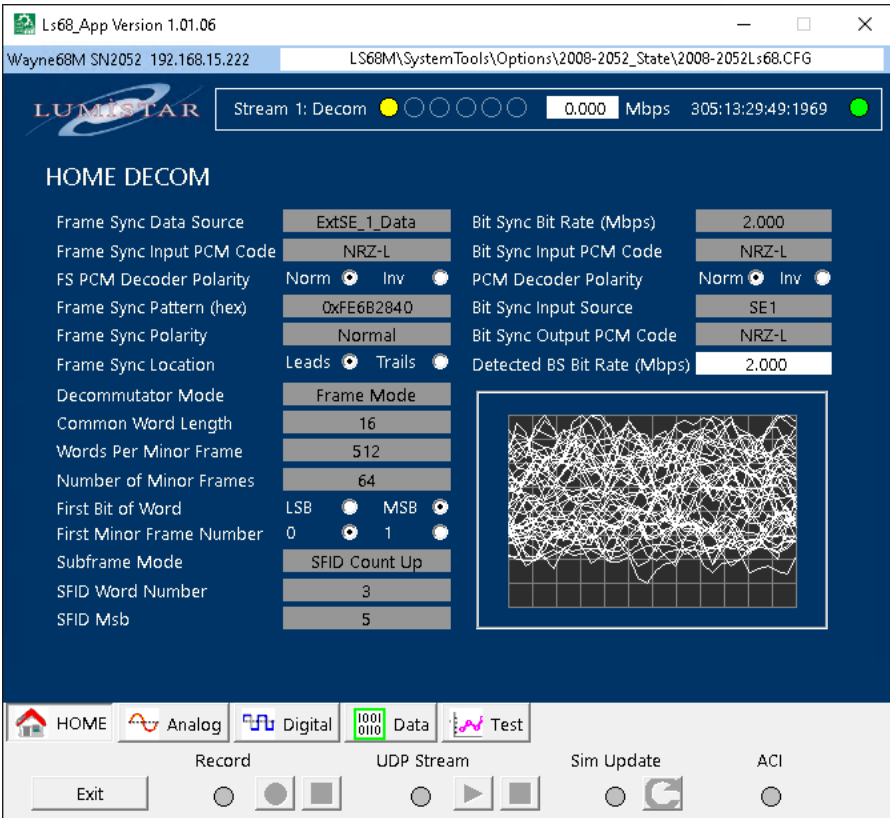 Ls68_App Version 1.01.06
Wayne68M SN2052 192.168.15.222 LS68M\SystemTools\Options\2008-2052_State\2008-2052Ls68.CFG
LUMISTAR Stream 1: Decom 0.000 Mbps 305:13:29:49:1969
HOME DECOM
Frame Sync Data Source ExtSE_1_Data Bit Sync Bit Rate (Mbps) 2.000
Frame Sync Input PCM Code NRZ-L Bit Sync Input PCM Code NRZ-L
FS PCM Decoder Polarity Norm Inv PCM Decoder Polarity Norm Inv
Frame Sync Pattern (hex) 0xFE6B2840 Bit Sync Input Source SE1
Frame Sync Polarity Normal Bit Sync Output PCM Code NRZ-L
Frame Sync Location Leads Trails Detected BS Bit Rate (Mbps) 2.000
Decommutator Mode Frame Mode
Common Word Length 16
Words Per Minor Frame 512
Number of Minor Frames 64
First Bit of Word LSB MSB
First Minor Frame Number 0 1
Subframe Mode SFID Count Up
SFID Word Number 3
SFID Msb 5
HOME Analog Digital 1001 0110 Data Test
Record UDP Stream Sim Update ACI
Exit